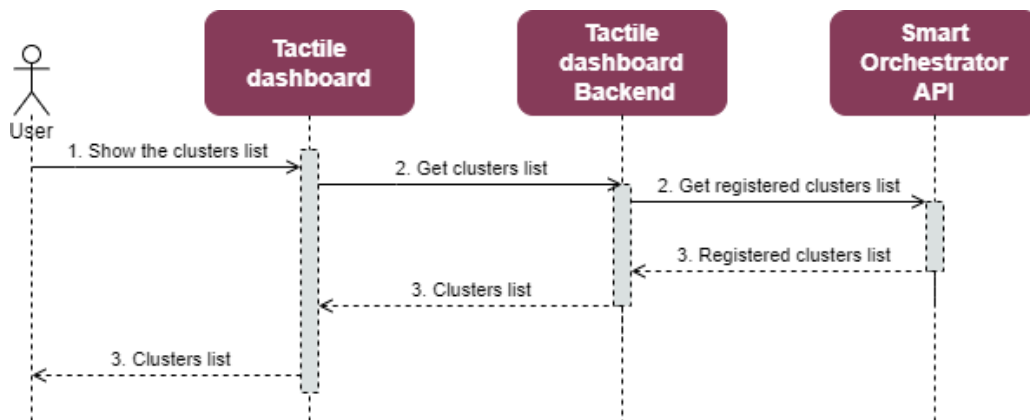 Tactile
dashboard
Tactile
dashboard
Backend
Smart
Orchestrator
API
User
1. Show the clusters list
2. Get clusters list
2. Get registered clusters list
3. Registered clusters list
3. Clusters list
3. Clusters list